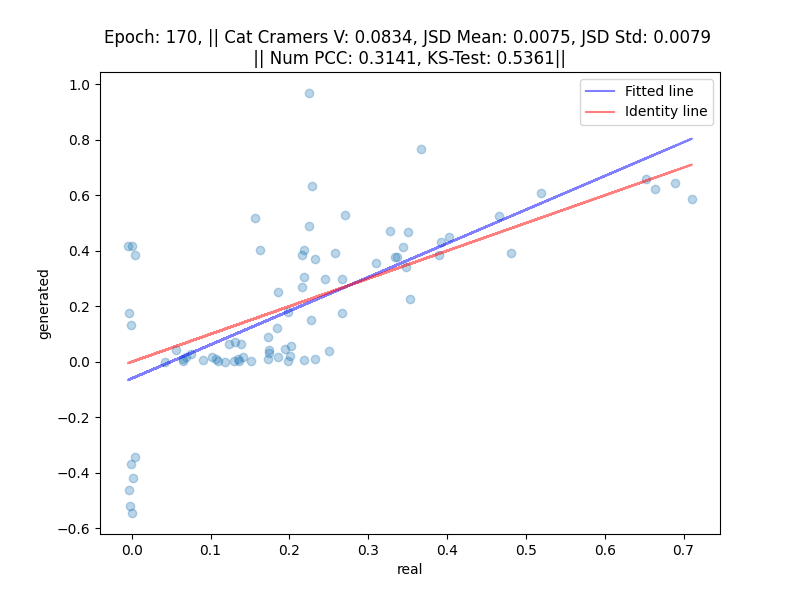 Epoch: 170, || Cat Cramers V: 0.0834, JSD Mean: 0.0075, JSD Std: 0.0079
|| Num PCC: 0.3141, KS-Test: 0.5361||
Fitted line
Identity line
1.0
0.8
0.6
0.4
0.2
0.0
−0.2
−0.4
−0.6
generated
0.0 0.1 0.2 0.3 0.4 0.5 0.6 0.7
real